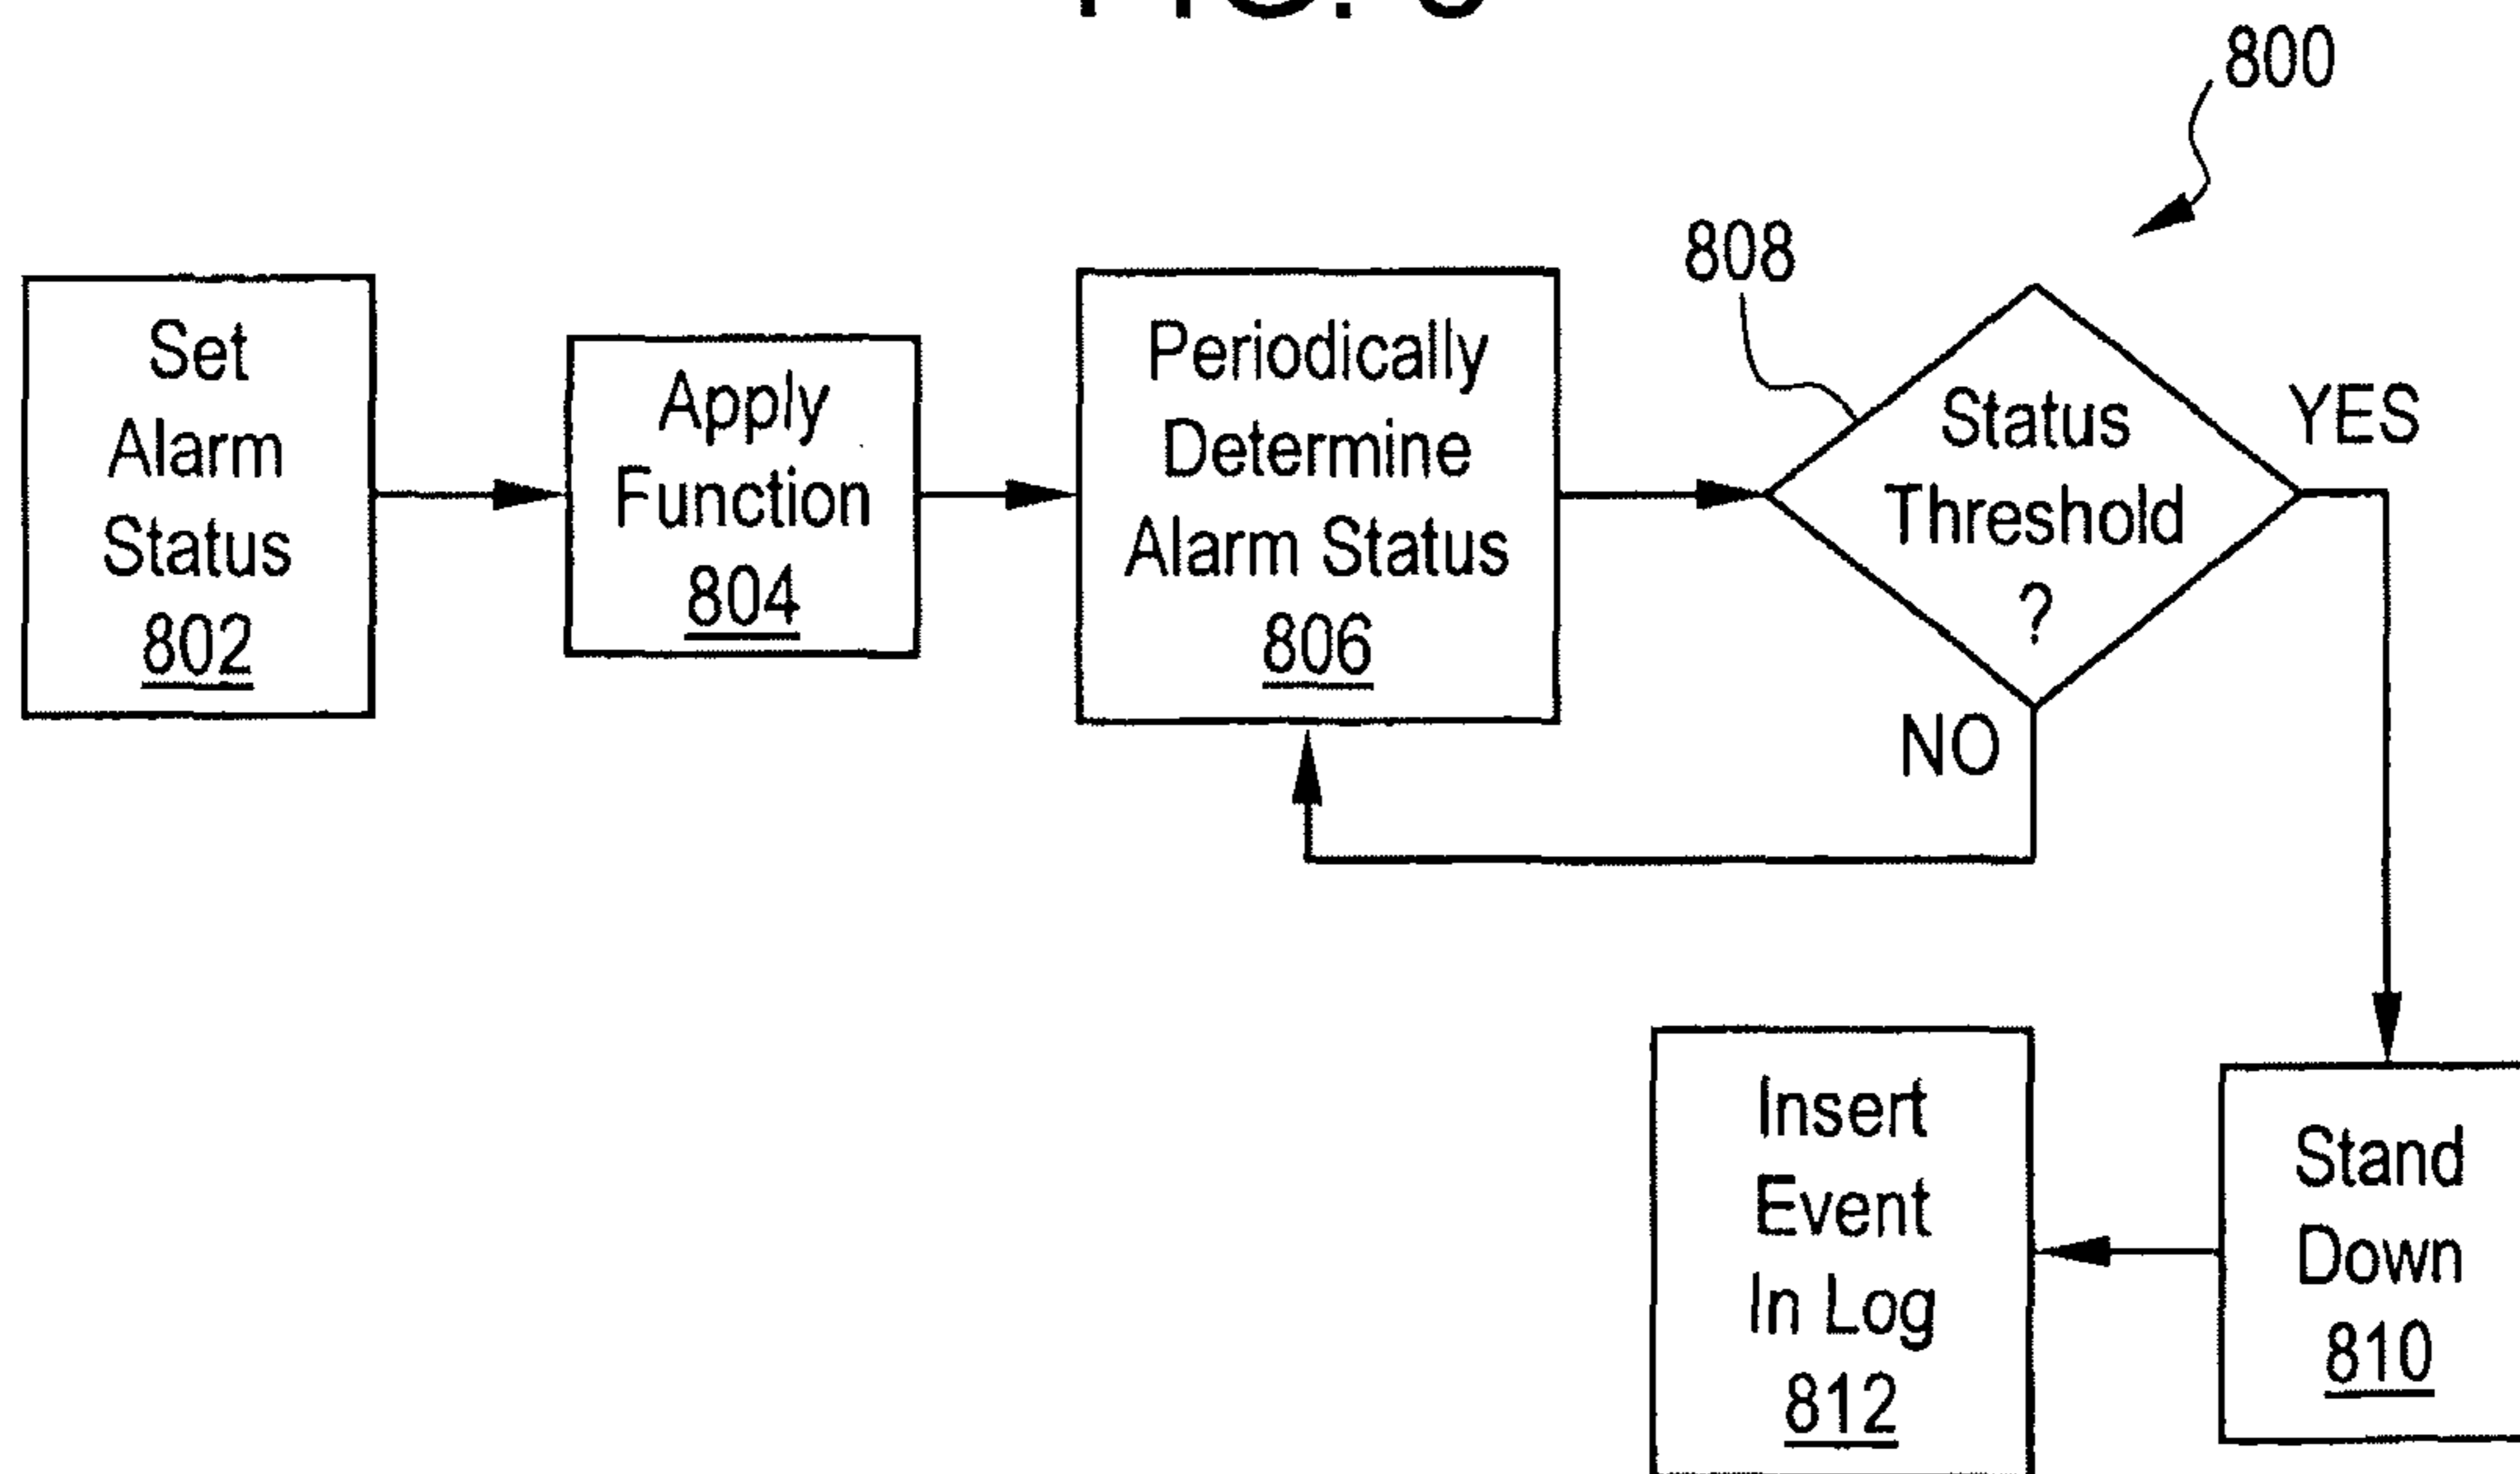 800
808
Set
Alarm
Status
802
Apply
Function
804
Periodically
Determine
Alarm Status
806
Status
Threshold
?
YES
NO
Insert
Event
In Log
812
Stand
Down
810